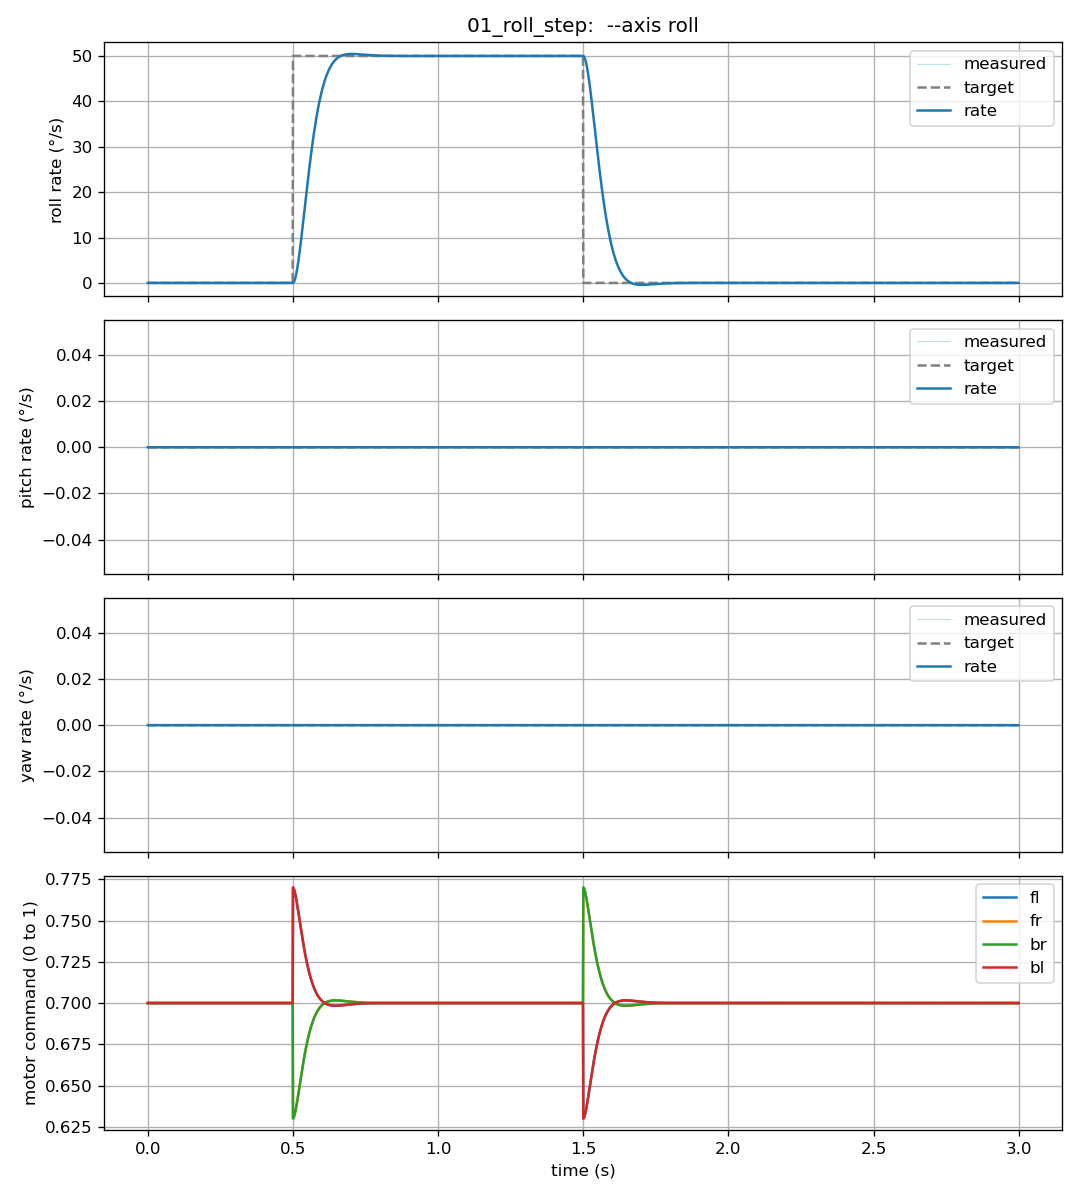 01_roll_step:  --axis roll
roll rate (°/s)
50
40
30
20
10
0
measured
target
rate
pitch rate (°/s)
0.04
0.02
0.00
−0.02
−0.04
measured
target
rate
yaw rate (°/s)
0.04
0.02
0.00
−0.02
−0.04
measured
target
rate
motor command (0 to 1)
0.775
0.750
0.725
0.700
0.675
0.650
0.625
fl
fr
br
bl
0.0 0.5 1.0 1.5 2.0 2.5 3.0
time (s)